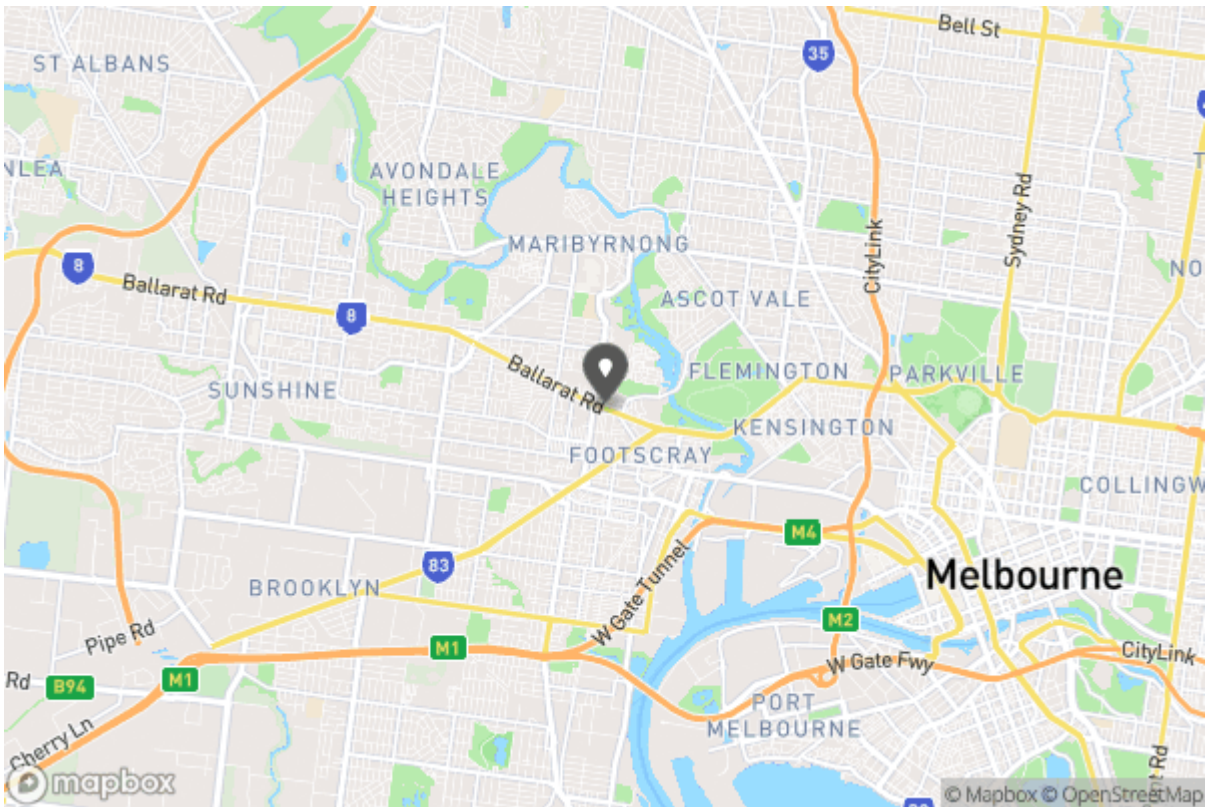 Bell St
35
ST ALBANS
AVONDALE
HEIGHTS
NLEA
Sydney Rd
MARIBYRNONG
CityLink
8
Ballarat Rd
8
NO
ASCOT VALE
Ballarat Rd
FLEMINGTON
PARKVILLE
SUNSHINE
KENSINGTON
FOOTSCRAY
COLLINGW
M4
83
W Gate Tunnel
Melbourne
BROOKLYN
M2
Pipe Rd
M1
CityLink
W Gate Fwy
M1
Rd
B94
PORT
MELBOURNE
Cherry Ln
nt Rd
mapbox
© Mapbox © OpenStreetMap